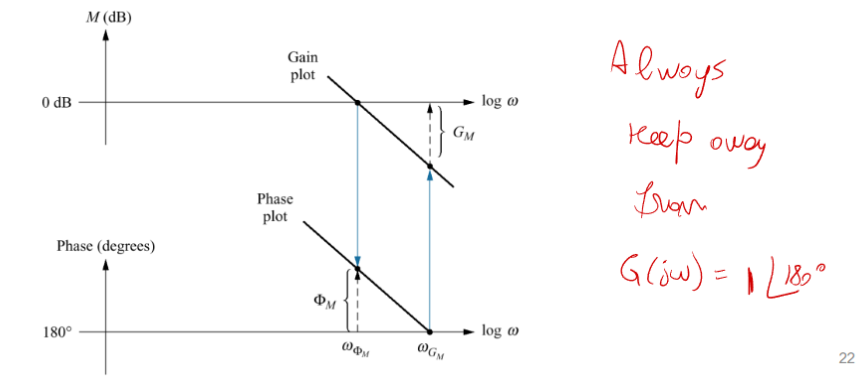 M (dB)
Gain
plot
0 dB
log ω
G_M
Phase
plot
Phase (degrees)
Φ_M
180°
log ω
ω_Φ_M
ω_G_M
Always
Keep away
from
G(jω) = 1∠180°
22